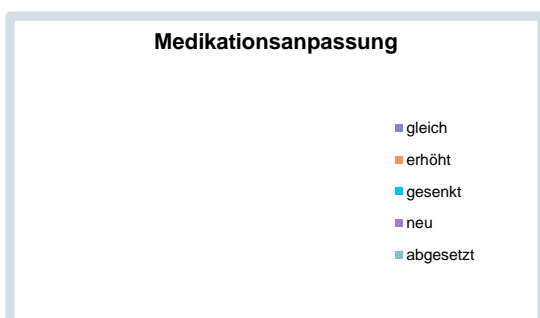 Medikationsanpassung
gleich
erhöht
gesenkt
neu
abgesetzt